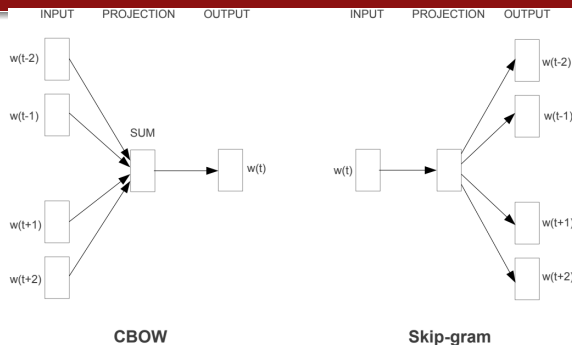 INPUT PROJECTION OUTPUT
w(t-2)
w(t-1)
SUM
w(t)
w(t+1)
w(t+2)
CBOW
INPUT PROJECTION OUTPUT
w(t-2)
w(t-1)
w(t)
w(t+1)
w(t+2)
Skip-gram